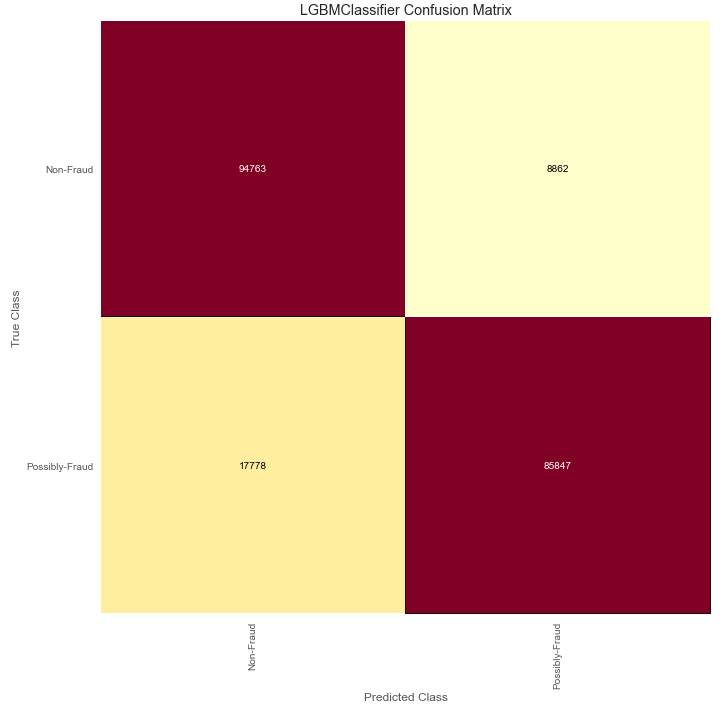 LGBMClassifier Confusion Matrix
Non-Fraud
94763
8862
True Class
Possibly-Fraud
17778
85847
Non-Fraud
Possibly-Fraud
Predicted Class